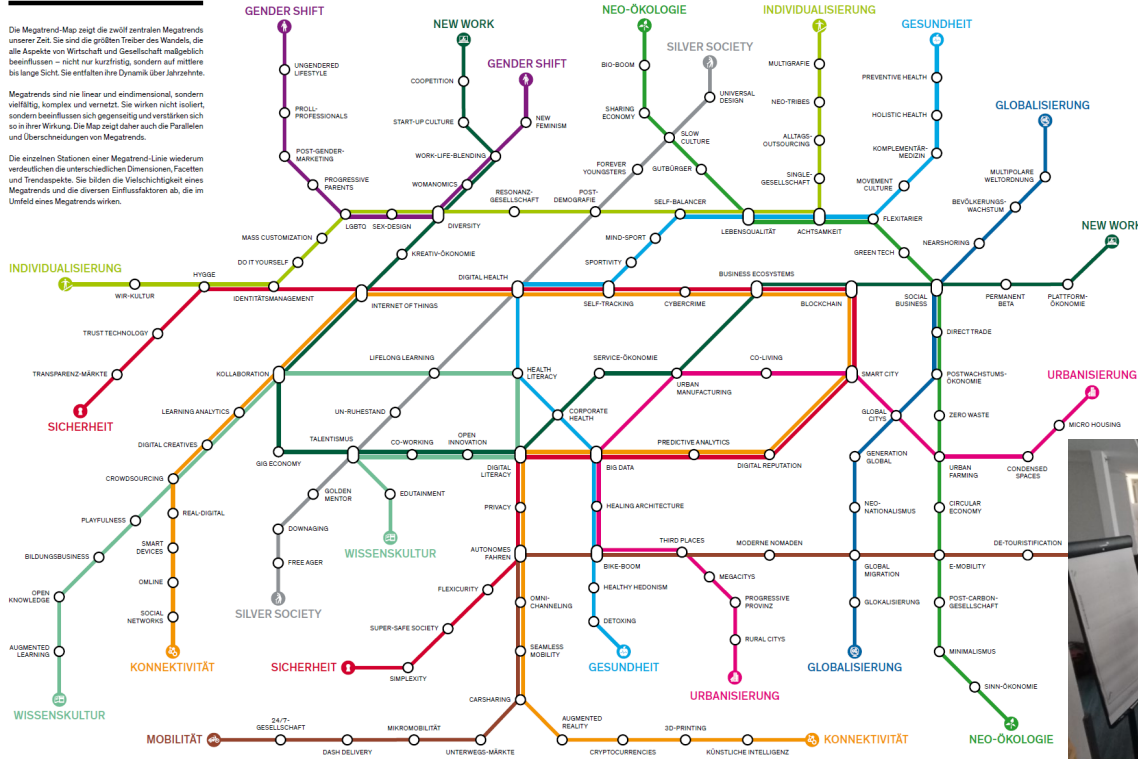 Die Megatrend-Map zeigt die zwölf zentralen Megatrends
unserer Zeit. Sie sind die größten Treiber des Wandels, die
alle Aspekte von Wirtschaft und Gesellschaft maßgeblich
beeinflussen – nicht nur kurzfristig, sondern auf mittlere
bis lange Sicht. Sie entfalten ihre Dynamik über Jahrzehnte.
Megatrends sind nie linear und eindimensional, sondern
vielfältig, komplex und vernetzt. Sie wirken nicht isoliert,
sondern beeinflussen sich gegenseitig und verstärken sich
so in ihrer Wirkung. Die Map zeigt daher auch die Parallelen
und Überschneidungen von Megatrends.
Die einzelnen Stationen einer Megatrend-Linie wiederum
verdeutlichen die unterschiedlichen Dimensionen, Facetten
und Trendaspekte. Sie bilden die Vielschichtigkeit eines
Megatrends und die diversen Einflussfaktoren ab, die im
Umfeld eines Megatrends wirken.
GENDER SHIFT
UNGENDERED
LIFESTYLE
PROLL-
PROFESSIONALS
POST-GENDER-
MARKETING
PROGRESSIVE
PARENTS
NEW WORK
COOPETITION
START-UP CULTURE
WORK-LIFE-BLENDING
WOMANOMICS
GENDER SHIFT
NEW
FEMINISM
NEO-ÖKOLOGIE
BIO-BOOM
SHARING
ECONOMY
SILVER SOCIETY
UNIVERSAL
DESIGN
SLOW
CULTURE
FOREVER
YOUNGSTERS
GUTBÜRGER
POST-
DEMOGRAFIE
INDIVIDUALISIERUNG
MULTIGRAFIE
NEO-TRIBES
ALLTAGS-
OUTSOURCING
SINGLE-
GESELLSCHAFT
GESUNDHEIT
PREVENTIVE HEALTH
HOLISTIC HEALTH
KOMPLEMENTÄR-
MEDIZIN
MOVEMENT
CULTURE
FLEXITARIER
GLOBALISIERUNG
MULTIPOLARE
WELTORDNUNG
BEVÖLKERUNGS-
WACHSTUM
NEARSHORING
NEW WORK
LGBTQ
SEX-DESIGN
DIVERSITY
RESONANZ-
GESELLSCHAFT
SELF-BALANCER
LEBENSQUALITÄT
ACHTSAMKEIT
MASS CUSTOMIZATION
DO IT YOURSELF
KREATIV-ÖKONOMIE
MIND-SPORT
SPORTIVITY
GREEN TECH
INDIVIDUALISIERUNG
WIR-KULTUR
HYGGE
IDENTITÄTSMANAGEMENT
INTERNET OF THINGS
DIGITAL HEALTH
SELF-TRACKING
CYBERCRIME
BUSINESS ECOSYSTEMS
BLOCKCHAIN
SOCIAL
BUSINESS
PERMANENT
BETA
PLATTFORM-
ÖKONOMIE
TRUST TECHNOLOGY
TRANSPARENZ-MÄRKTE
SICHERHEIT
DIRECT TRADE
KOLLABORATION
LIFELONG LEARNING
HEALTH
LITERACY
SERVICE-ÖKONOMIE
URBAN
MANUFACTURING
CO-LIVING
SMART CITY
POSTWACHSTUMS-
ÖKONOMIE
URBANISIERUNG
MICRO HOUSING
LEARNING ANALYTICS
UN-RUHESTAND
CORPORATE
HEALTH
GLOBAL
CITYS
ZERO WASTE
DIGITAL CREATIVES
GIG ECONOMY
TALENTISMUS
CO-WORKING
OPEN
INNOVATION
DIGITAL
LITERACY
BIG DATA
PREDICTIVE ANALYTICS
DIGITAL REPUTATION
GENERATION
GLOBAL
URBAN
FARMING
CONDENSED
SPACES
CROWDSOURCING
GOLDEN
MENTOR
EDUTAINMENT
PRIVACY
HEALING ARCHITECTURE
NEO-
NATIONALISMUS
CIRCULAR
ECONOMY
PLAYFULNESS
REAL-DIGITAL
DOWNAGING
WISSENSKULTUR
BILDUNGSBUSINESS
SMART
DEVICES
FREE AGER
AUTONOMES
FAHREN
BIKE-BOOM
THIRD PLACES
MODERNE NOMADEN
GLOBAL
MIGRATION
E-MOBILITY
DE-TOURISTIFICATION
OPEN
KNOWLEDGE
OMLINE
SILVER SOCIETY
FLEXICURITY
OMNI-
CHANNELING
HEALTHY HEDONISM
MEGACITYS
PROGRESSIVE
PROVINZ
GLOKALISIERUNG
POST-CARBON-
GESELLSCHAFT
SOCIAL
NETWORKS
SUPER-SAFE SOCIETY
DETOXING
RURAL CITYS
AUGMENTED
LEARNING
KONNEKTIVITÄT
SICHERHEIT
SIMPLEXITY
SEAMLESS
MOBILITY
GESUNDHEIT
URBANISIERUNG
GLOBALISIERUNG
MINIMALISMUS
SINN-ÖKONOMIE
WISSENSKULTUR
CARSHARING
MOBILITÄT
24/7-
GESELLSCHAFT
DASH DELIVERY
MIKROMOBILITÄT
UNTERWEGS-MÄRKTE
AUGMENTED
REALITY
CRYPTOCURRENCIES
3D-PRINTING
KÜNSTLICHE INTELLIGENZ
KONNEKTIVITÄT
NEO-ÖKOLOGIE